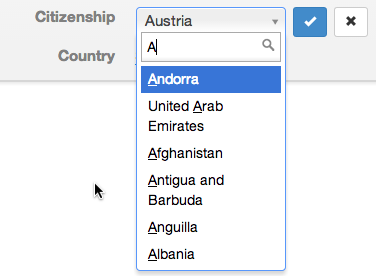 Citizenship Austria
A
Country
Andorra
United Arab
Emirates
Afghanistan
Antigua and
Barbuda
Anguilla
Albania